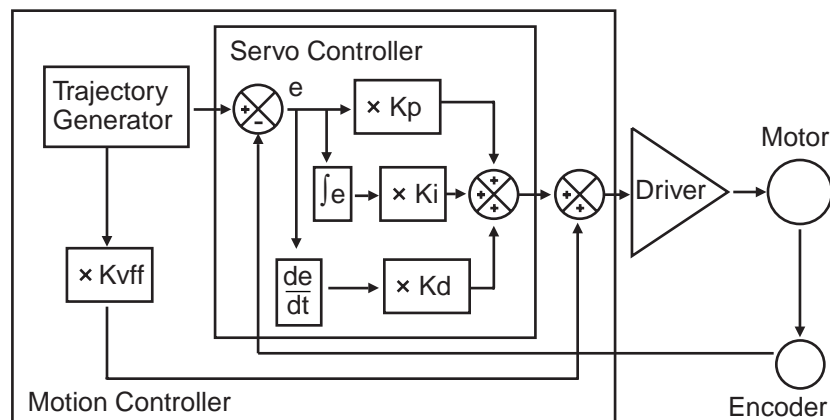 Servo Controller
Trajectory
Generator
+
−
e
× Kp
∫e
× Ki
+
+
+
+
+
Driver
Motor
× Kvff
de
dt
× Kd
Motion Controller
Encoder